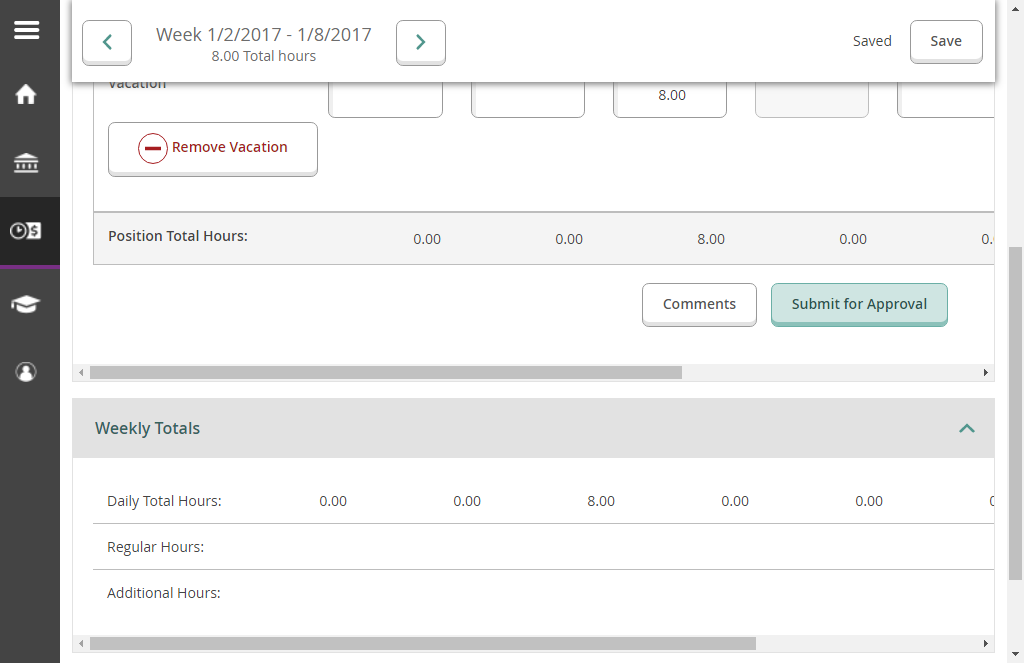 Week 1/2/2017 - 1/8/2017
8.00 Total hours
Saved
Save
Vacation
8.00
Remove Vacation
Position Total Hours: 0.00 0.00 8.00 0.00 0.
Comments
Submit for Approval
Weekly Totals
Daily Total Hours: 0.00 0.00 8.00 0.00 0.00
Regular Hours:
Additional Hours: